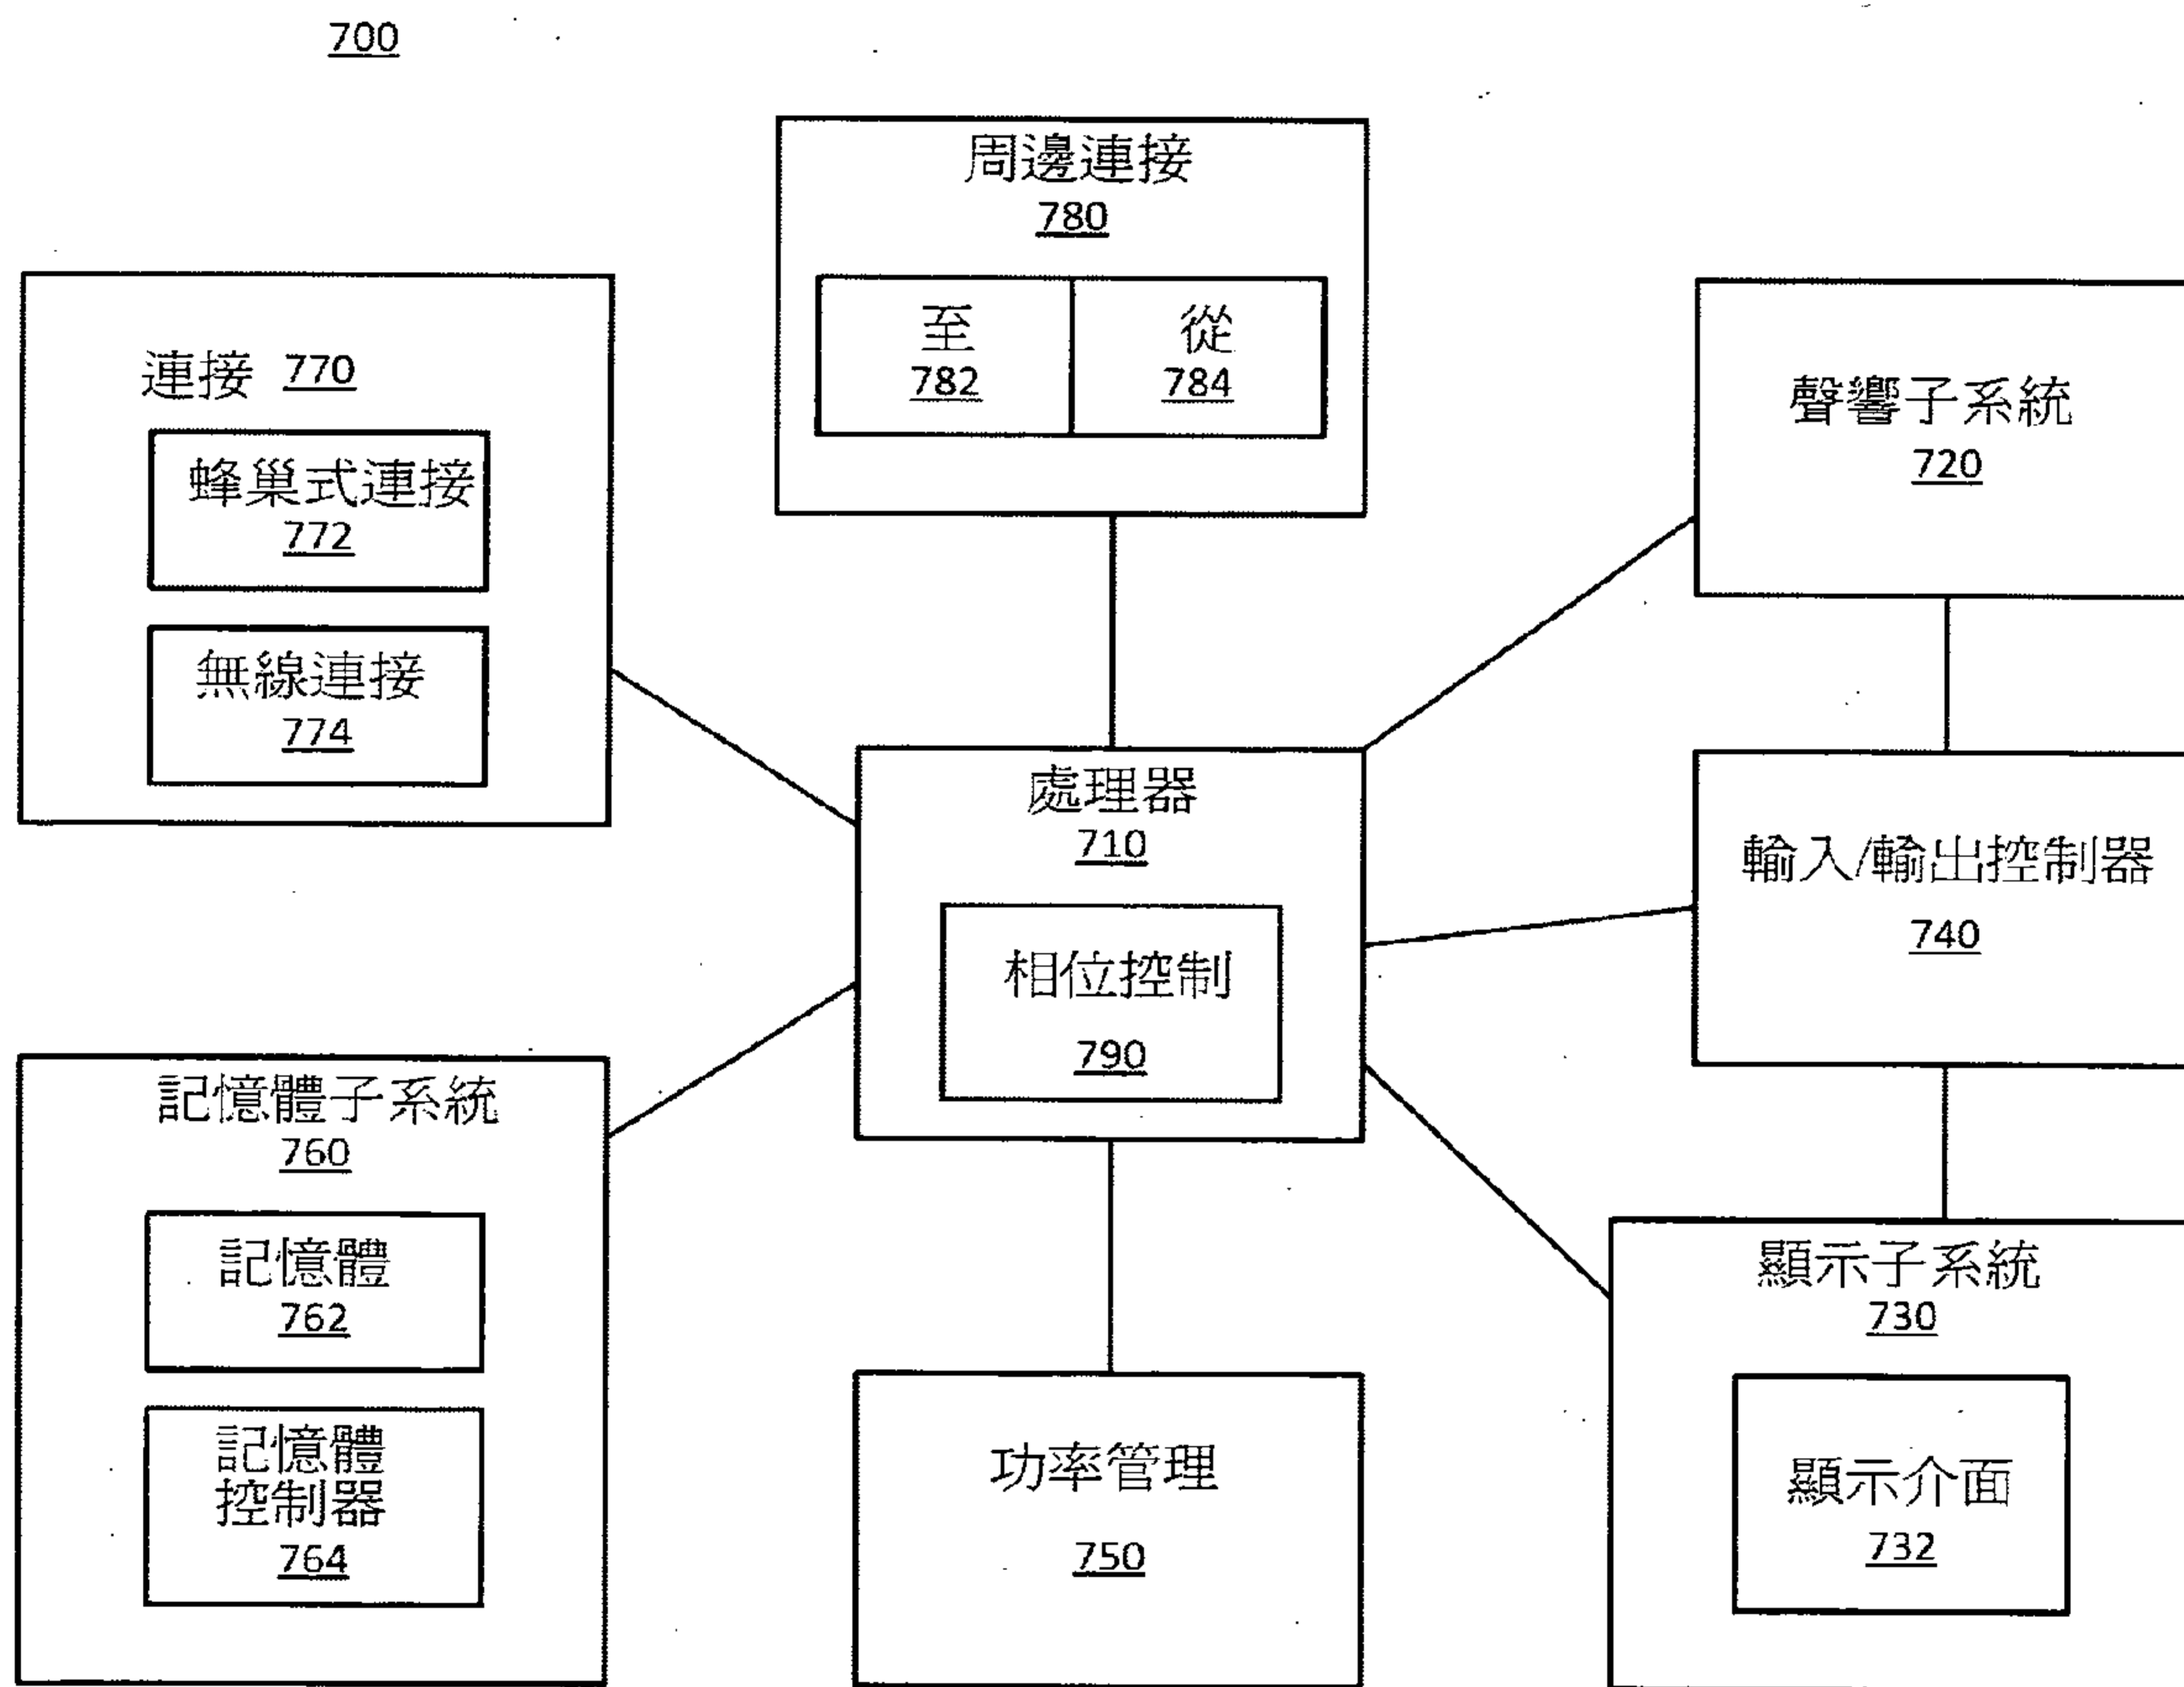 700
周邊連接
780
至
782
從
784
連接 770
蜂巢式連接
772
無線連接
774
聲響子系統
720
處理器
710
相位控制
790
輸入/輸出控制器
740
記憶體子系統
760
記憶體
762
記憶體
控制器
764
功率管理
750
顯示子系統
730
顯示介面
732